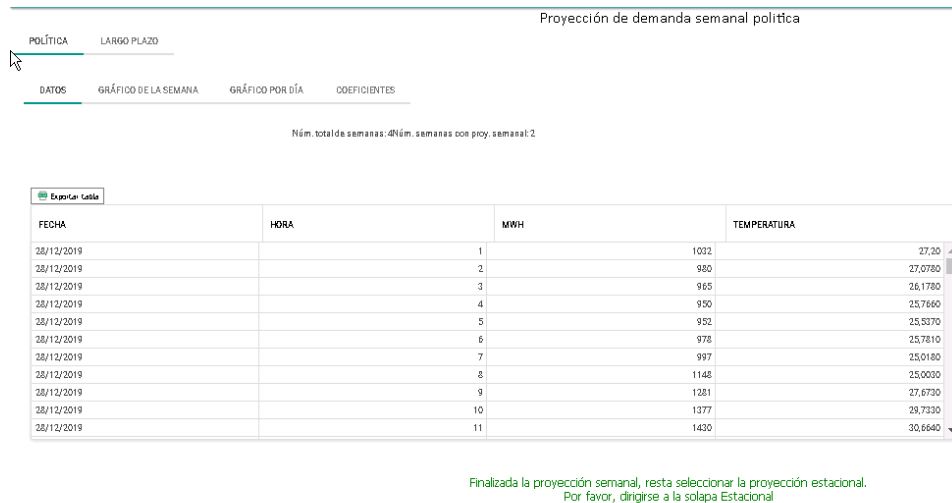 Proyección de demanda semanal politica
POLÍTICA LARGO PLAZO
DATOS GRÁFICO DE LA SEMANA GRÁFICO POR DÍA COEFICIENTES
Núm. total de semanas: 4Núm. semanas con proy. semanal: 2
Exportar tabla
FECHA HORA MWH TEMPERATURA
28/12/2019 1 1032 27,20
28/12/2019 2 980 27,0780
28/12/2019 3 965 26,1780
28/12/2019 4 950 25,7660
28/12/2019 5 952 25,5370
28/12/2019 6 978 25,7810
28/12/2019 7 997 25,0180
28/12/2019 8 1148 25,0030
28/12/2019 9 1281 27,6730
28/12/2019 10 1377 29,7330
28/12/2019 11 1430 30,6640
Finalizada la proyección semanal, resta seleccionar la proyección estacional.
Por favor, dirigirse a la solapa Estacional